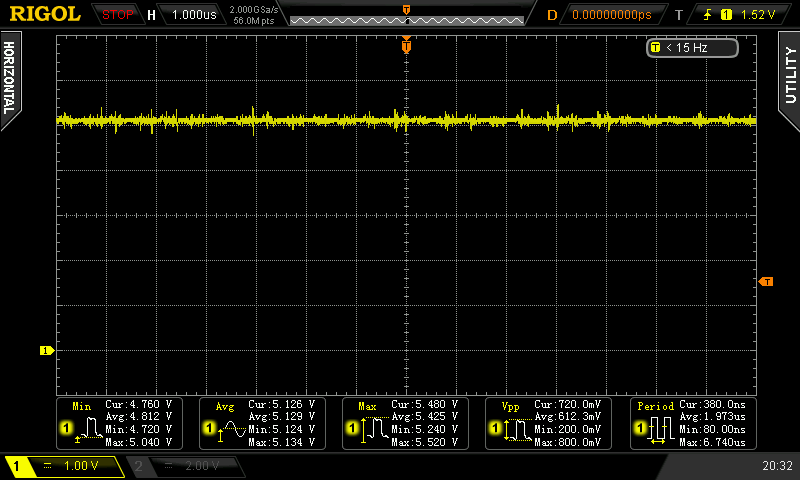 RIGOL STOP H 1.000us 2.000GSa/s D 0.00000000ps T 1 1.52 V
56.0M pts
T
T
T < 15 Hz
HORIZONTAL
UTILITY
T
1
Min Cur:4.760 V
Avg:4.812 V
1 Min:4.720 V
Max:5.040 V
Avg Cur:5.126 V
Avg:5.129 V
1 Min:5.124 V
Max:5.134 V
Max Cur:5.480 V
Avg:5.425 V
1 Min:5.240 V
Max:5.520 V
Vpp Cur:720.0mV
Avg:612.3mV
1 Min:200.0mV
Max:800.0mV
Period Cur:380.0ns
Avg:1.973us
1 Min:80.00ns
Max:6.740us
1 1.00 V 2 2.00 V 20:32